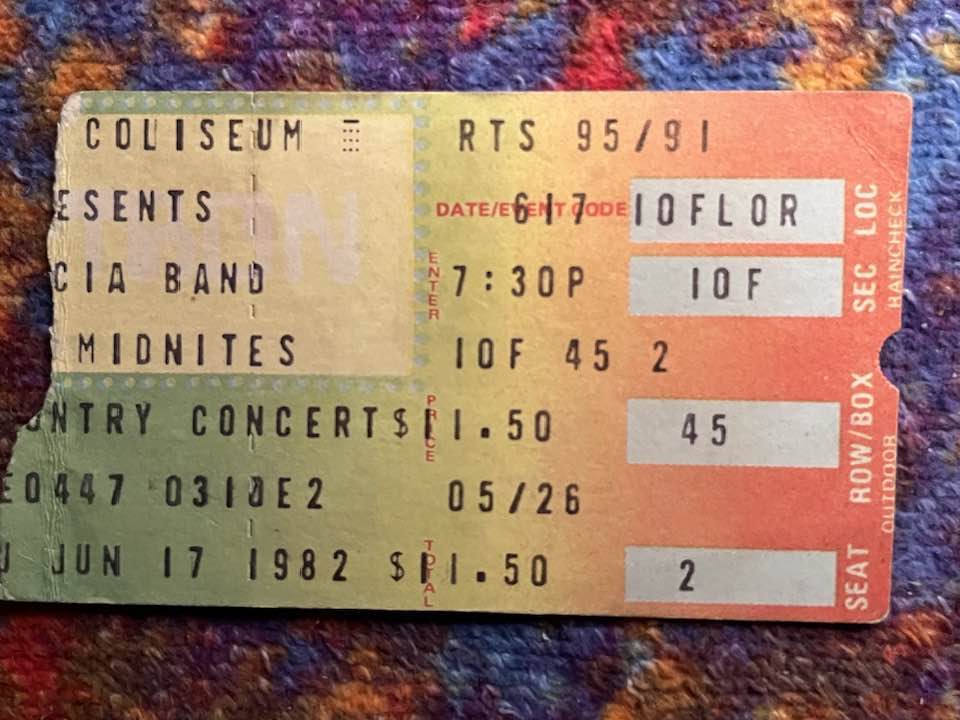 COLISEUM RTS 95/91
ESENTS DATE/EVENT CODE 617 10FLOR
CIA BAND ENTER 7:30P 10F
MIDNITES 10F 45 2
NTRY CONCERT PRICE $11.50 45
E0447 0310E2 05/26
JUN 17 1982 TOTAL $11.50 2
SEC LOC
RAINCHECK
ROW/BOX
OUTDOOR
SEAT